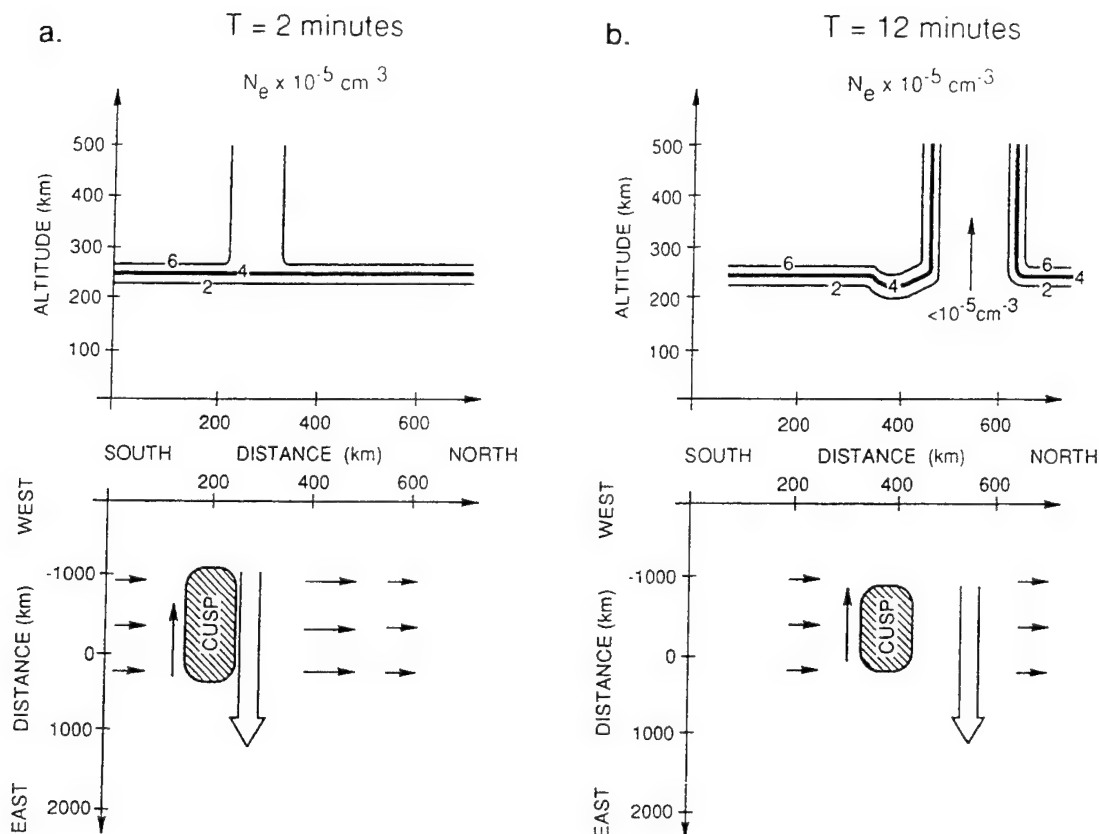 a.
T = 2 minutes
N_e x 10^-5 cm^3
ALTITUDE (km)
500
400
300
200
100
6
4
2
200
400
600
SOUTH
DISTANCE (km)
NORTH
200
400
600
WEST
DISTANCE (km)
EAST
-1000
0
1000
2000
CUSP
b.
T = 12 minutes
N_e x 10^-5 cm^-3
ALTITUDE (km)
500
400
300
200
100
6
4
2
4
6
2
4
<10^-5 cm^-3
200
400
600
SOUTH
DISTANCE (km)
NORTH
200
400
600
WEST
DISTANCE (km)
EAST
-1000
0
1000
2000
CUSP